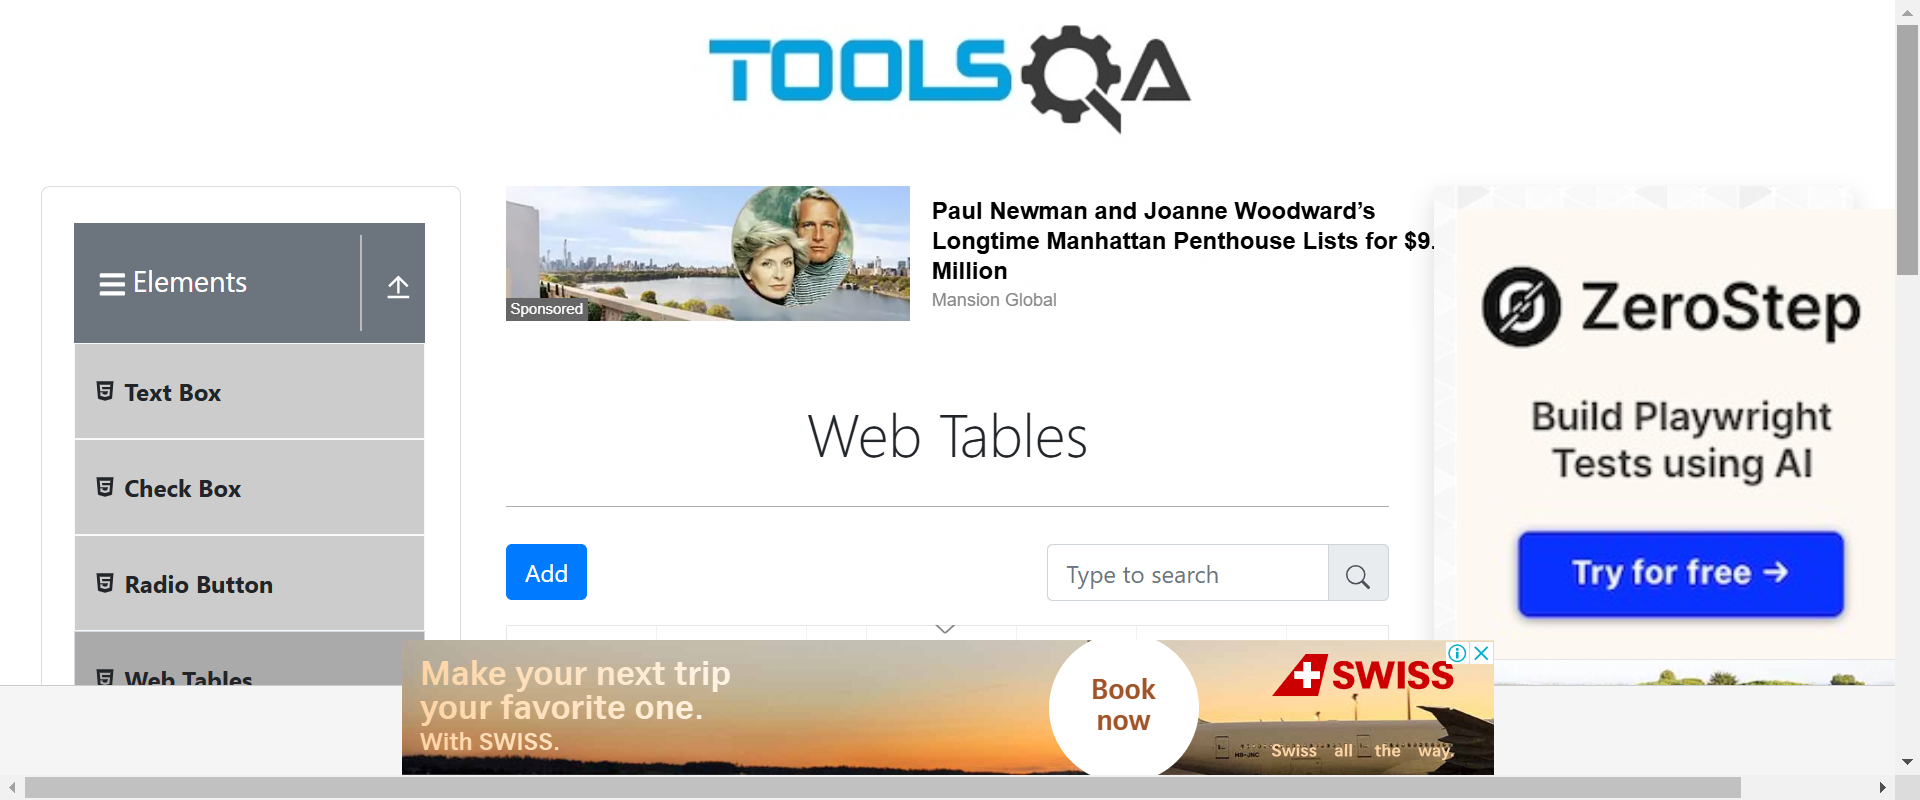 TOOLSQA
Elements
Text Box
Check Box
Radio Button
Web Tables
Sponsored
Paul Newman and Joanne Woodward’s
Longtime Manhattan Penthouse Lists for $9.
Million
Mansion Global
Web Tables
Add
Type to search
ZeroStep
Build Playwright
Tests using AI
Try for free →
Make your next trip
your favorite one.
With SWISS.
Book
now
SWISS
Swiss all the way.